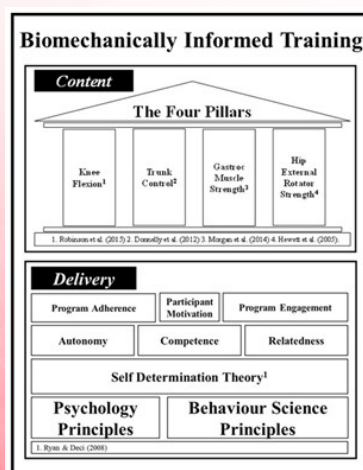 Biomechanically Informed Training
Content
The Four Pillars
Knee
Flexion¹
Trunk
Control²
Gastroc
Muscle
Strength³
Hip
External
Rotator
Strength⁴
1. Robinson et al. (2015) 2. Donnelly et al. (2012) 3. Morgan et al. (2014) 4. Hewett et al. (2005).
Delivery
Program Adherence
Participant
Motivation
Program Engagement
Autonomy
Competence
Relatedness
Self Determination Theory¹
Psychology
Principles
Behaviour Science
Principles
1. Ryan & Deci (2008)